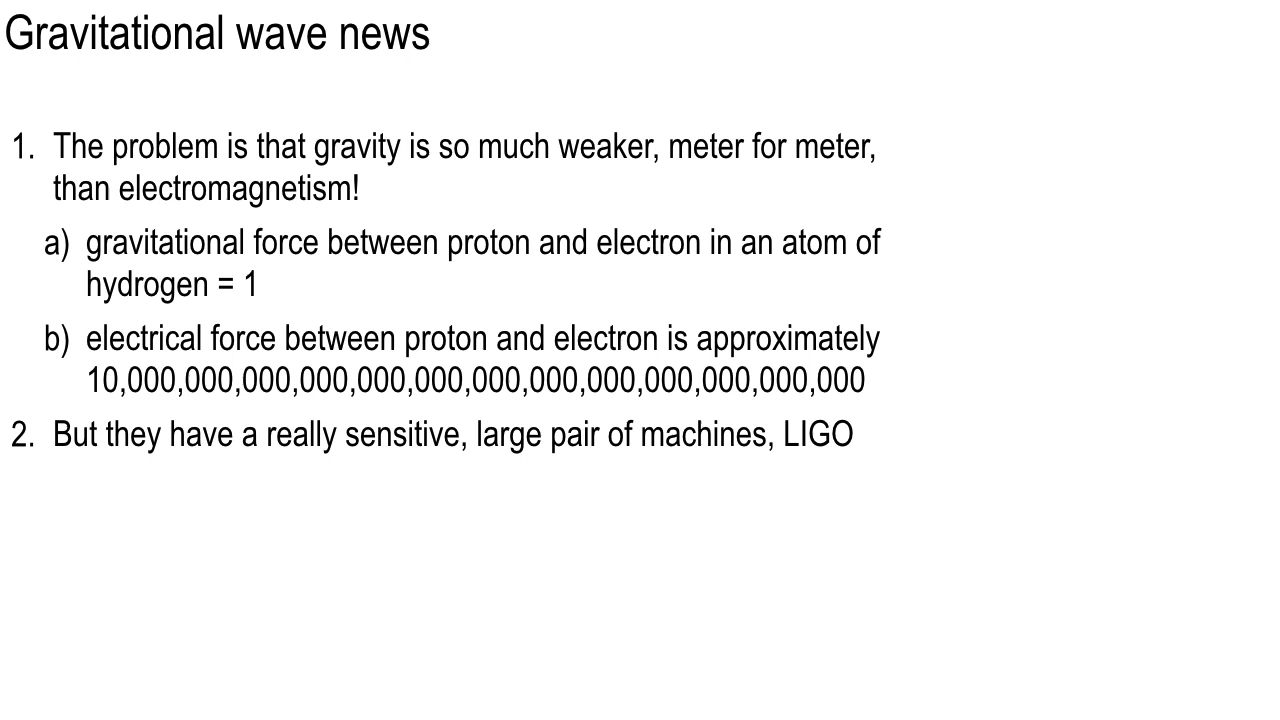 Gravitational wave news
1. The problem is that gravity is so much weaker, meter for meter,
than electromagnetism!
a) gravitational force between proton and electron in an atom of
hydrogen = 1
b) electrical force between proton and electron is approximately
10,000,000,000,000,000,000,000,000,000,000,000,000,000
2. But they have a really sensitive, large pair of machines, LIGO